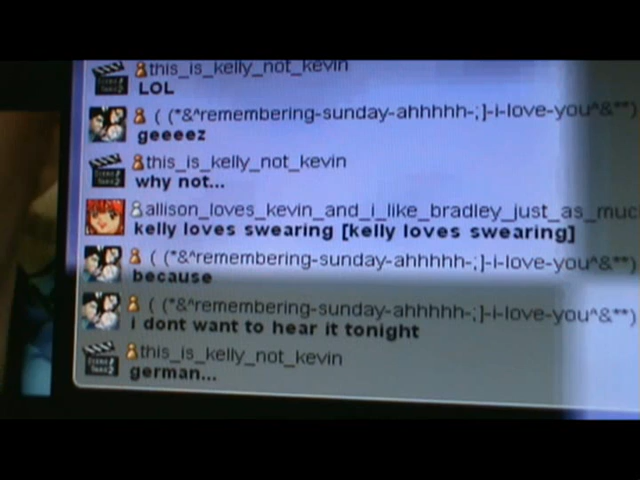 this_is_kelly_not_kevin
LOL
( (*&^remembering-sunday-ahhhhh-;]-i-love-you^&**)
geeeez
this_is_kelly_not_kevin
why not...
allison_loves_kevin_and_i_like_bradley_just_as_muc
kelly loves swearing [kelly loves swearing]
( (*&^remembering-sunday-ahhhhh-;]-i-love-you^&**)
because
( (*&^remembering-sunday-ahhhhh-;]-i-love-you^&**)
i dont want to hear it tonight
this_is_kelly_not_kevin
german...